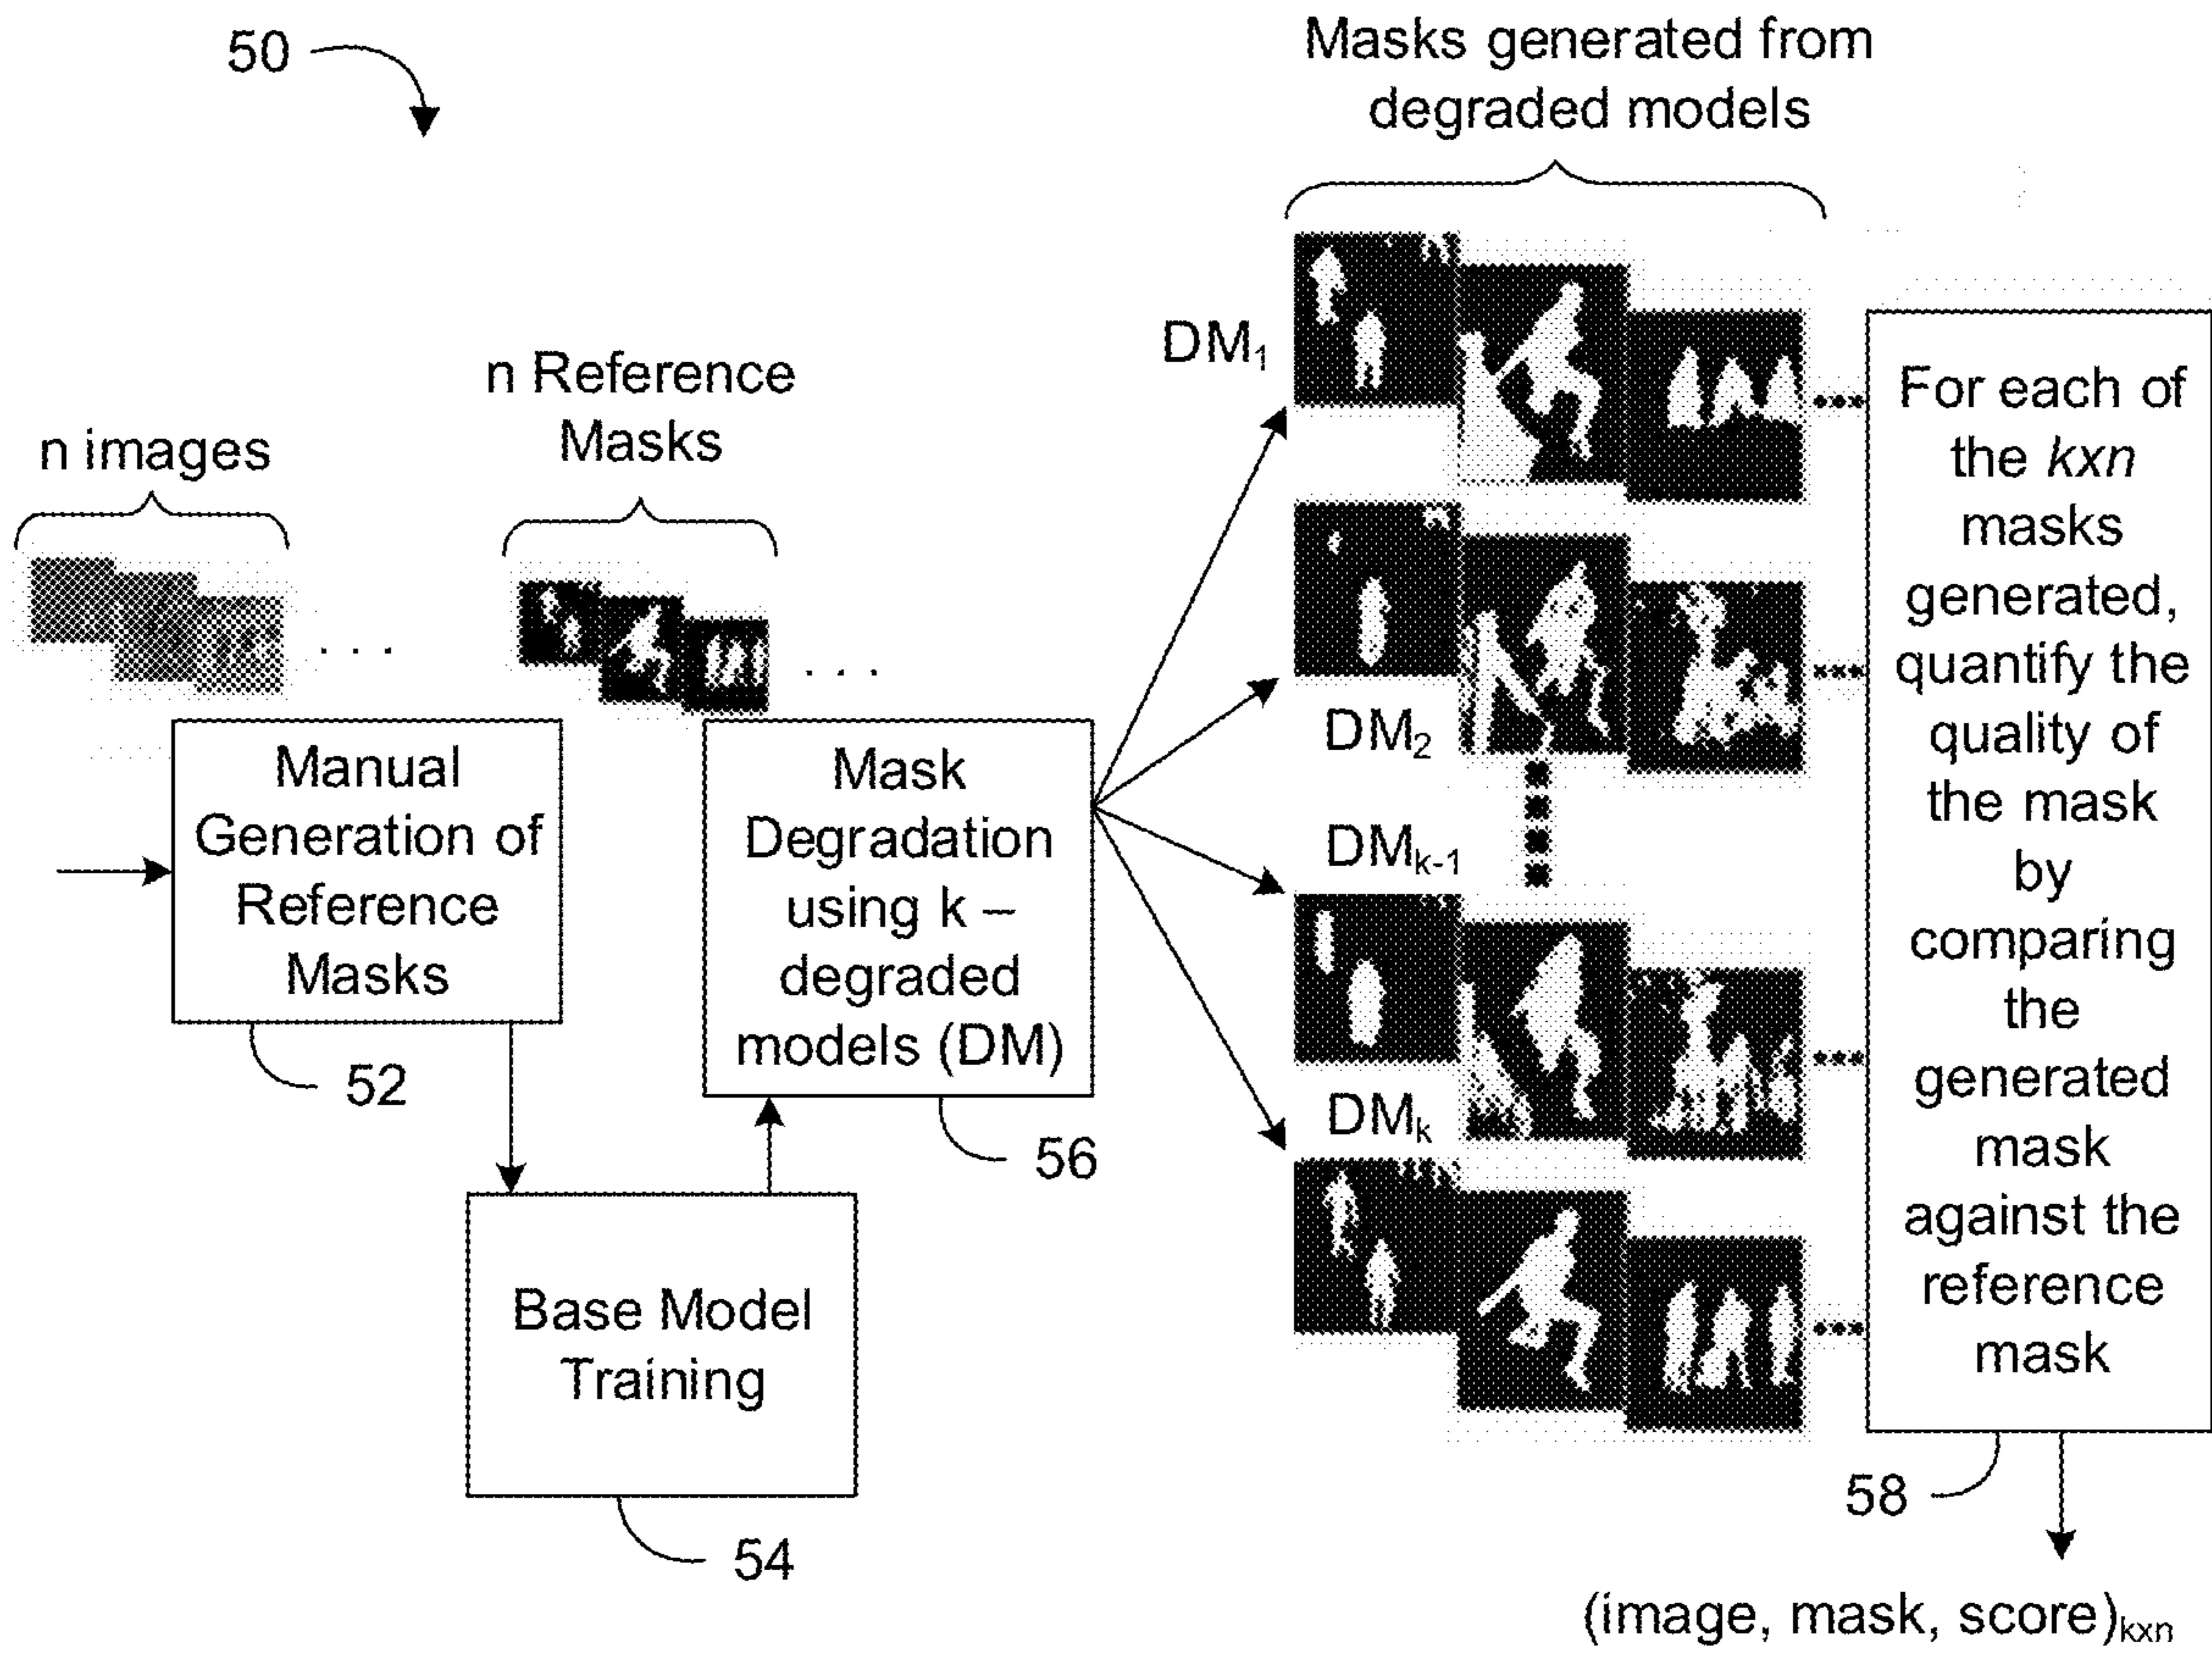 50
Masks generated from
degraded models
n images
n Reference
Masks
DM₁
DM₂
DMₖ₋₁
DMₖ
Manual
Generation of
Reference
Masks
52
Base Model
Training
54
Mask
Degradation
using k –
degraded
models (DM)
56
For each of
the kxn
masks
generated,
quantify the
quality of
the mask
by
comparing
the
generated
mask
against the
reference
mask
58
(image, mask, score)ₖₓₙ